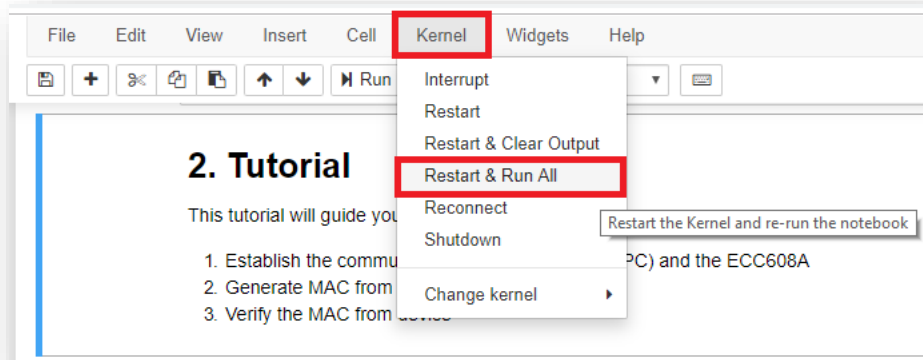 File Edit View Insert Cell Kernel Widgets Help
Run
Interrupt
Restart
Restart & Clear Output
Restart & Run All
Reconnect
Shutdown
Change kernel
Restart the Kernel and re-run the notebook
2. Tutorial
This tutorial will guide you
1. Establish the commu PC) and the ECC608A
2. Generate MAC from
3. Verify the MAC from device